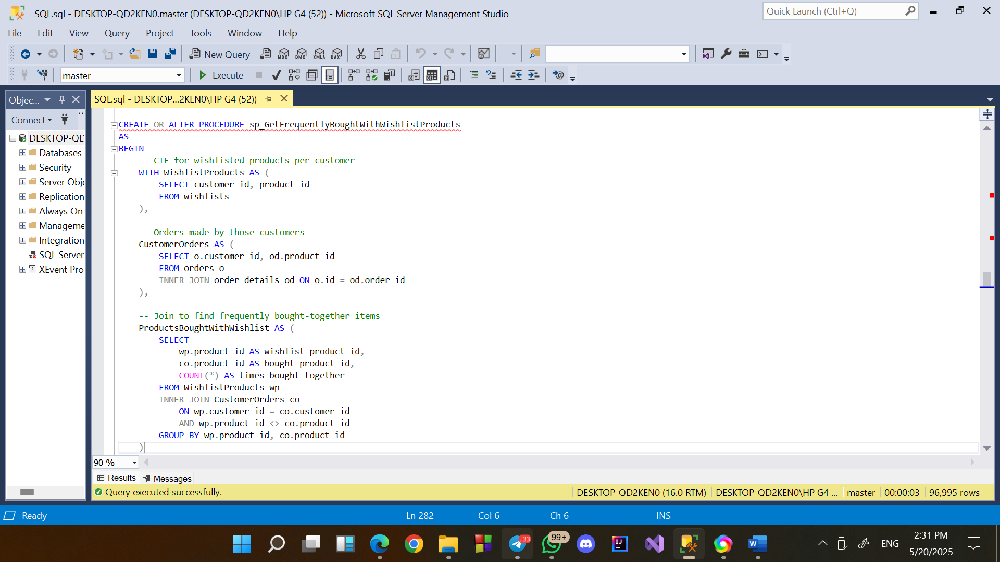 SQL.sql - DESKTOP-QD2KEN0.master (DESKTOP-QD2KEN0\HP G4 (52)) - Microsoft SQL Server Management Studio
Quick Launch (Ctrl+Q)
File Edit View Query Project Tools Window Help
New Query MDX DMX XMLA DAX
master Execute
Objec... SQL.sql - DESKTOP...2KEN0\HP G4 (52))
Connect
DESKTOP-QD
Databases
Security
Server Obje
Replication
Always On
Manageme
Integration
SQL Server
XEvent Pro
CREATE OR ALTER PROCEDURE sp_GetFrequentlyBoughtWithWishlistProducts
AS
BEGIN
-- CTE for wishlisted products per customer
WITH WishlistProducts AS (
SELECT customer_id, product_id
FROM wishlists
),
-- Orders made by those customers
CustomerOrders AS (
SELECT o.customer_id, od.product_id
FROM orders o
INNER JOIN order_details od ON o.id = od.order_id
),
-- Join to find frequently bought-together items
ProductsBoughtWithWishlist AS (
SELECT
wp.product_id AS wishlist_product_id,
co.product_id AS bought_product_id,
COUNT(*) AS times_bought_together
FROM WishlistProducts wp
INNER JOIN CustomerOrders co
ON wp.customer_id = co.customer_id
AND wp.product_id <> co.product_id
GROUP BY wp.product_id, co.product_id
)
90 %
Results Messages
Query executed successfully. DESKTOP-QD2KEN0 (16.0 RTM) DESKTOP-QD2KEN0\HP G4 ... master 00:00:03 96,995 rows
Ready Ln 282 Col 6 Ch 6 INS
..33 99+ IJ W ENG 2:31 PM
5/20/2025